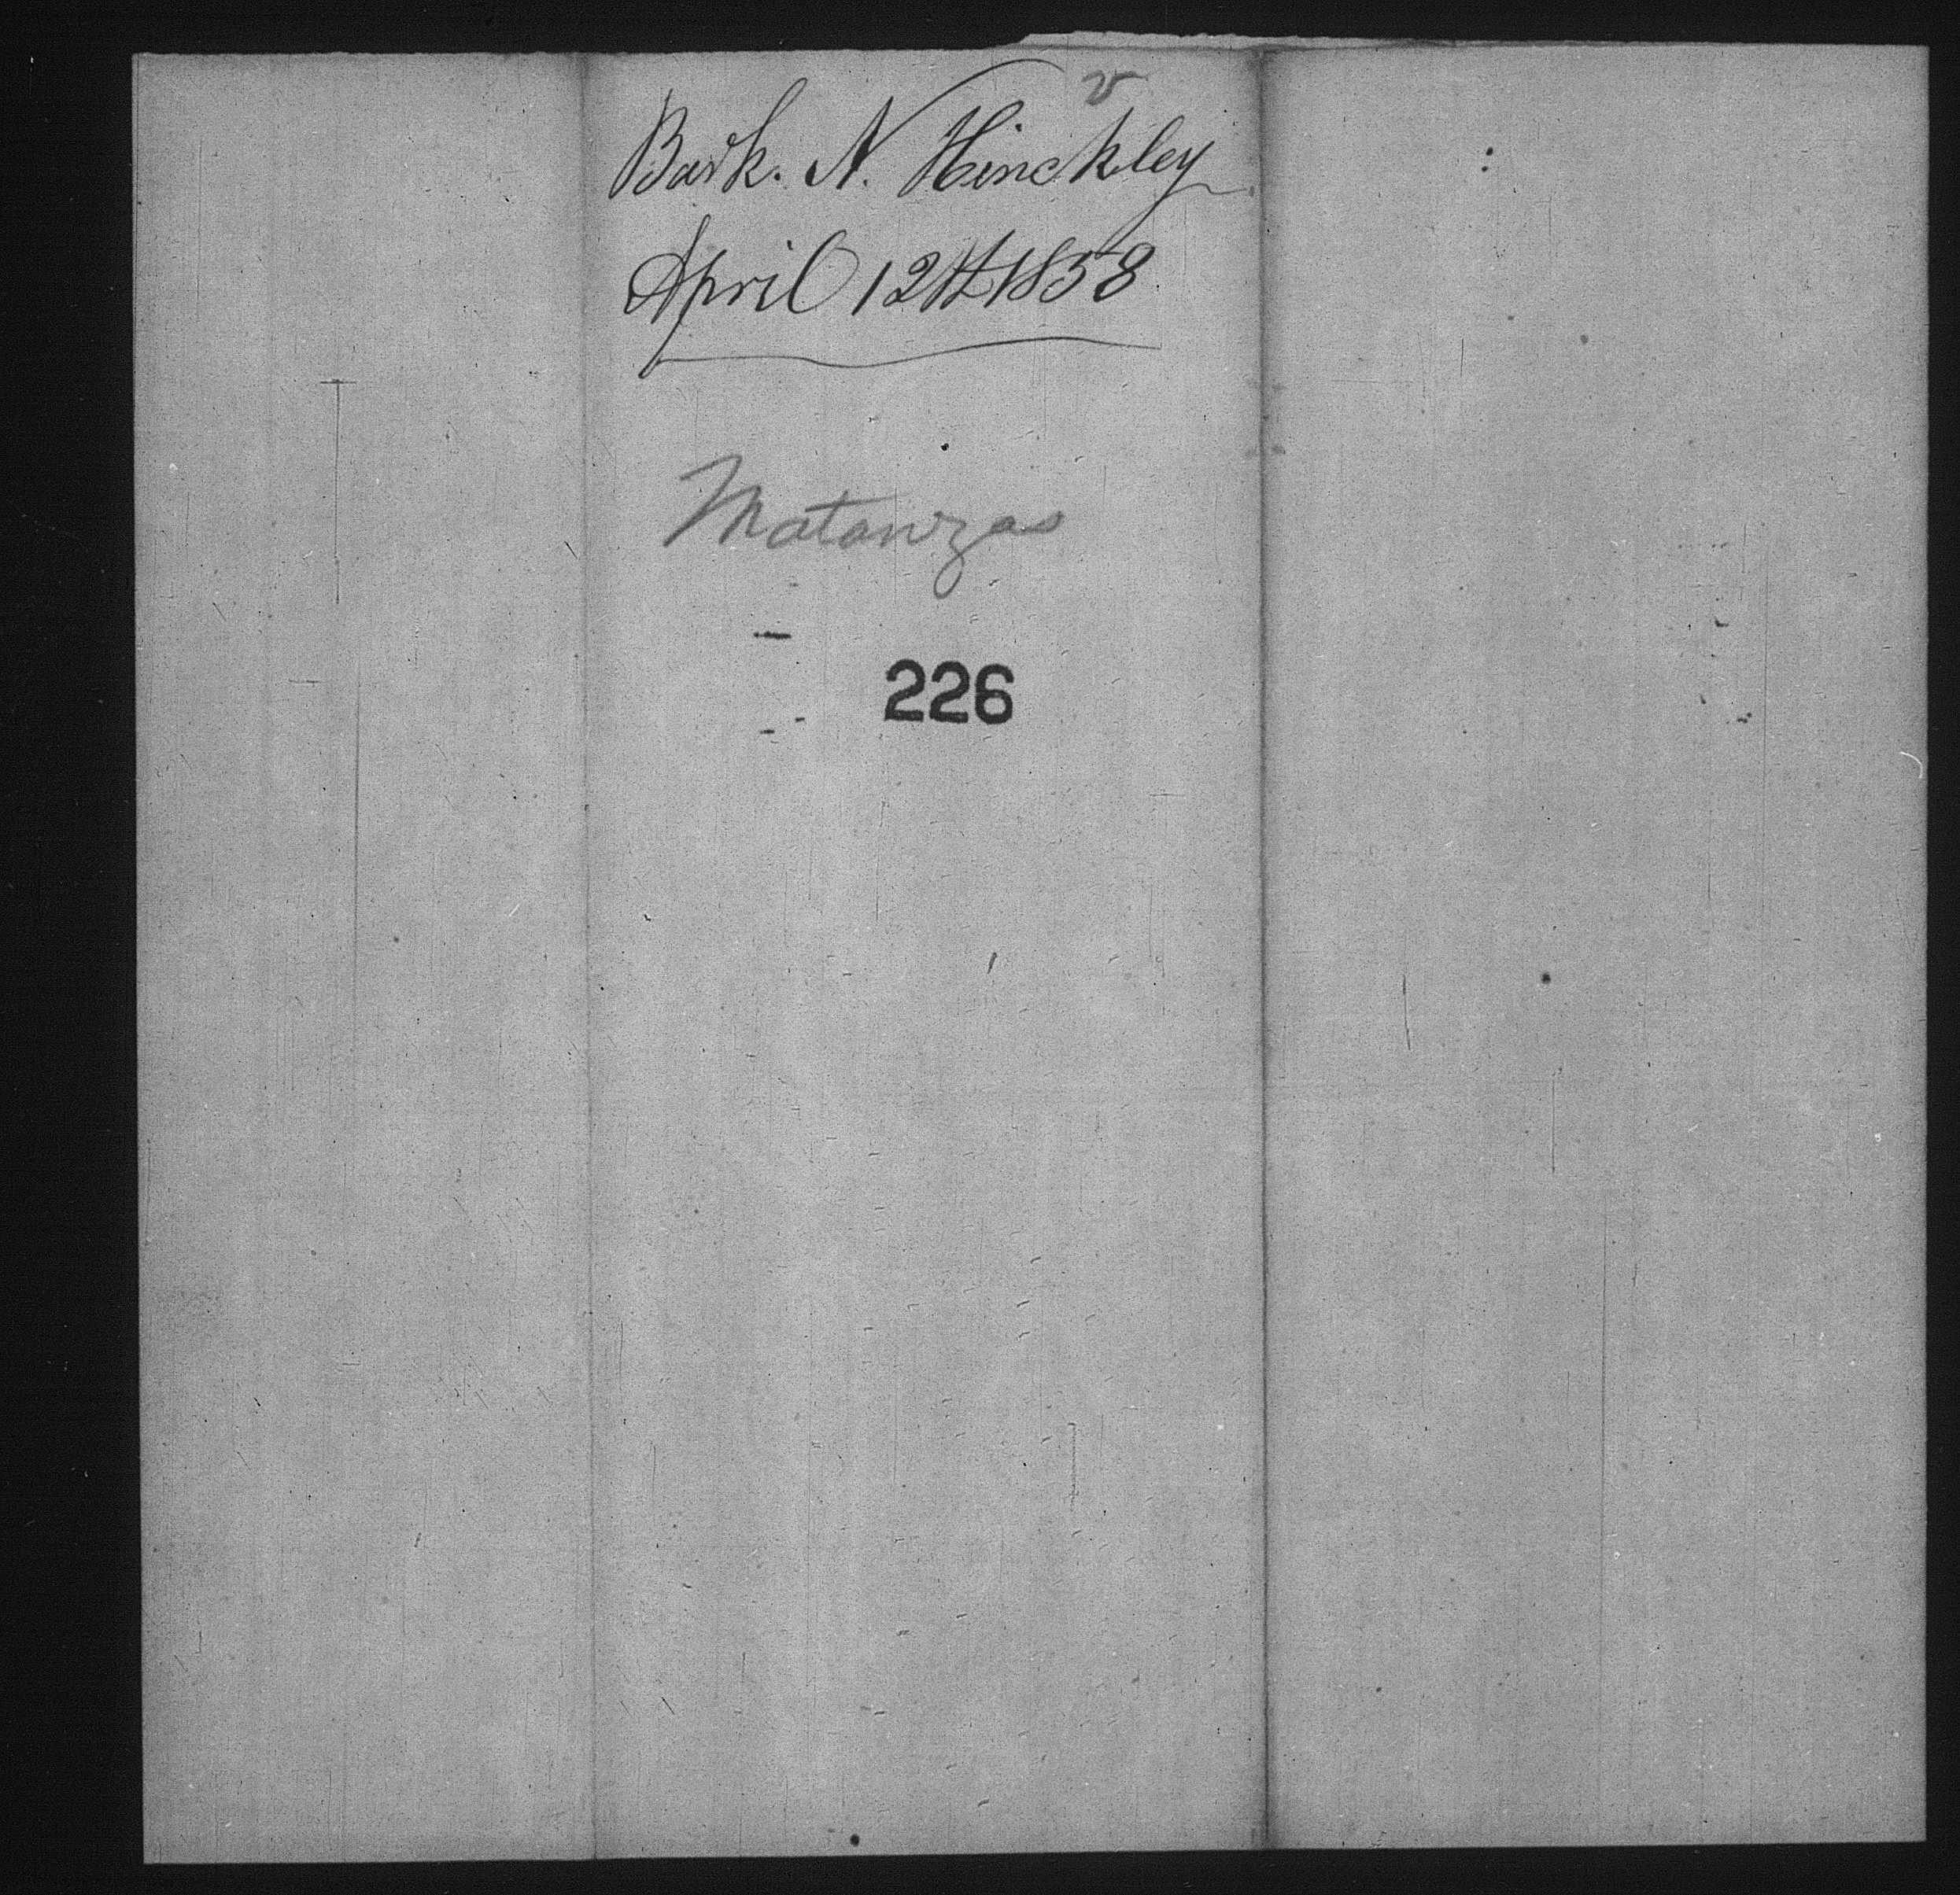 v
Bark. N. Hinckley
April 12th 1858
Matanzas
226